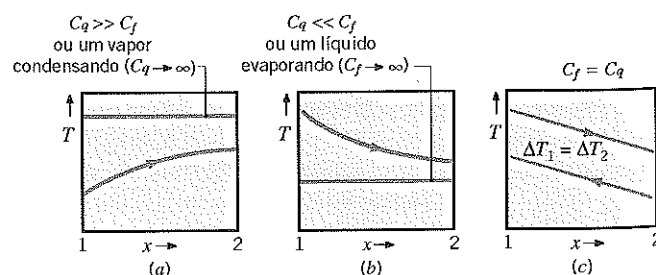 C_q >> C_f
ou um vapor
condensando (C_q → ∞)
T
1 x → 2
(a)
C_q << C_f
ou um líquido
evaporando (C_f → ∞)
T
1 x → 2
(b)
C_f = C_q
T
ΔT_1 = ΔT_2
1 x → 2
(c)